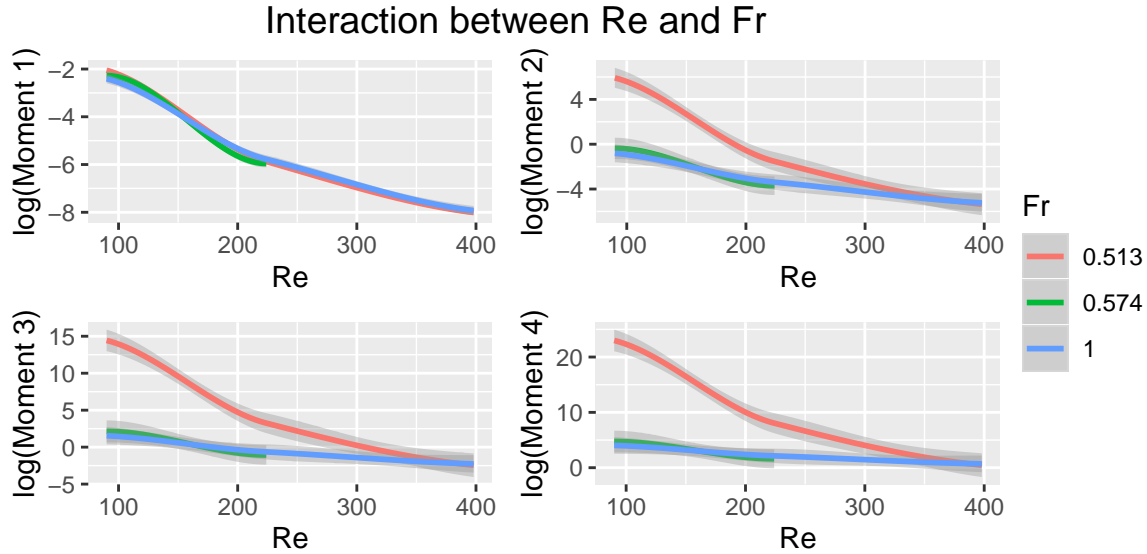 Interaction between Re and Fr
log(Moment 1)
−2
−4
−6
−8
100 200 300 400
Re
log(Moment 2)
4
0
−4
100 200 300 400
Re
log(Moment 3)
15
10
5
0
−5
100 200 300 400
Re
log(Moment 4)
20
10
0
100 200 300 400
Re
Fr
0.513
0.574
1